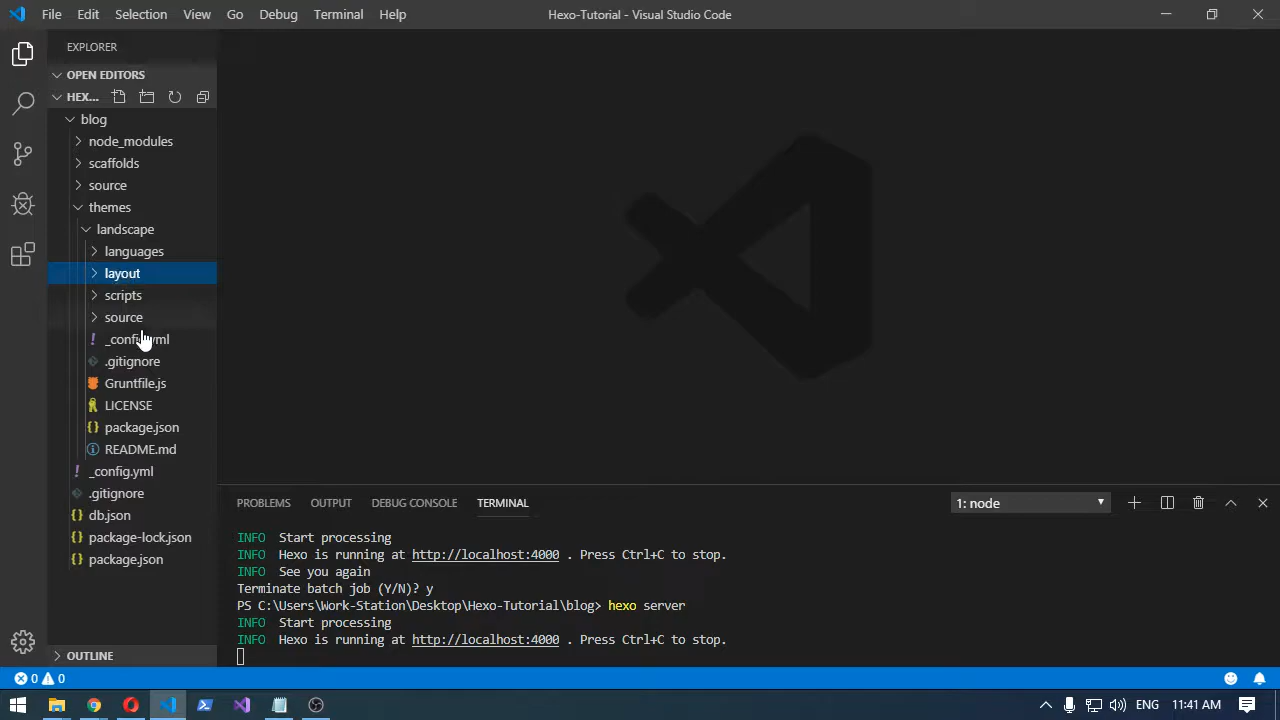 File Edit Selection View Go Debug Terminal Help Hexo-Tutorial - Visual Studio Code
EXPLORER
OPEN EDITORS
HEX...
blog
node_modules
scaffolds
source
themes
landscape
languages
layout
scripts
source
_config.yml
.gitignore
Gruntfile.js
LICENSE
package.json
README.md
_config.yml
.gitignore
db.json
package-lock.json
package.json
OUTLINE
PROBLEMS OUTPUT DEBUG CONSOLE TERMINAL 1: node
INFO Start processing
INFO Hexo is running at http://localhost:4000 . Press Ctrl+C to stop.
INFO See you again
Terminate batch job (Y/N)? y
PS C:\Users\Work-Station\Desktop\Hexo-Tutorial\blog> hexo server
INFO Start processing
INFO Hexo is running at http://localhost:4000 . Press Ctrl+C to stop.
0 0
ENG 11:41 AM